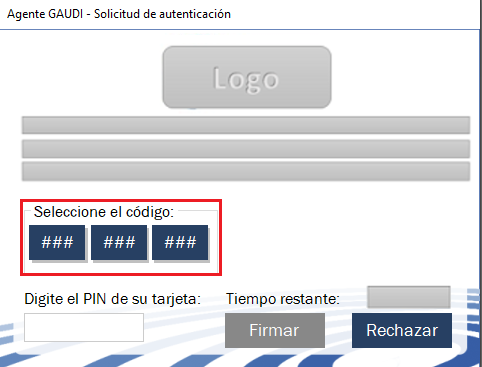 Agente GAUDI - Solicitud de autenticación
Logo
Seleccione el código:
### ### ###
Digite el PIN de su tarjeta: Tiempo restante:
Firmar Rechazar